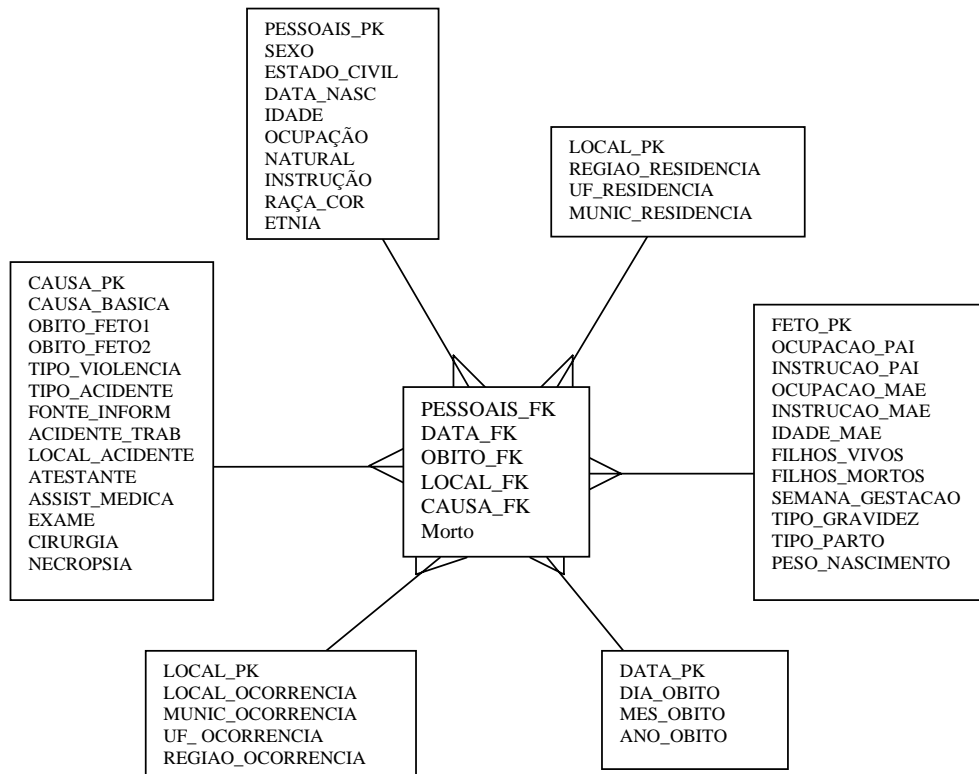 PESSOAIS_PK
SEXO
ESTADO_CIVIL
DATA_NASC
IDADE
OCUPAÇÃO
NATURAL
INSTRUÇÃO
RAÇA_COR
ETNIA
LOCAL_PK
REGIAO_RESIDENCIA
UF_RESIDENCIA
MUNIC_RESIDENCIA
CAUSA_PK
CAUSA_BASICA
OBITO_FETO1
OBITO_FETO2
TIPO_VIOLENCIA
TIPO_ACIDENTE
FONTE_INFORM
ACIDENTE_TRAB
LOCAL_ACIDENTE
ATESTANTE
ASSIST_MEDICA
EXAME
CIRURGIA
NECROPSIA
PESSOAIS_FK
DATA_FK
OBITO_FK
LOCAL_FK
CAUSA_FK
Morto
FETO_PK
OCUPACAO_PAI
INSTRUCAO_PAI
OCUPACAO_MAE
INSTRUCAO_MAE
IDADE_MAE
FILHOS_VIVOS
FILHOS_MORTOS
SEMANA_GESTACAO
TIPO_GRAVIDEZ
TIPO_PARTO
PESO_NASCIMENTO
LOCAL_PK
LOCAL_OCORRENCIA
MUNIC_OCORRENCIA
UF_ OCORRENCIA
REGIAO_OCORRENCIA
DATA_PK
DIA_OBITO
MES_OBITO
ANO_OBITO